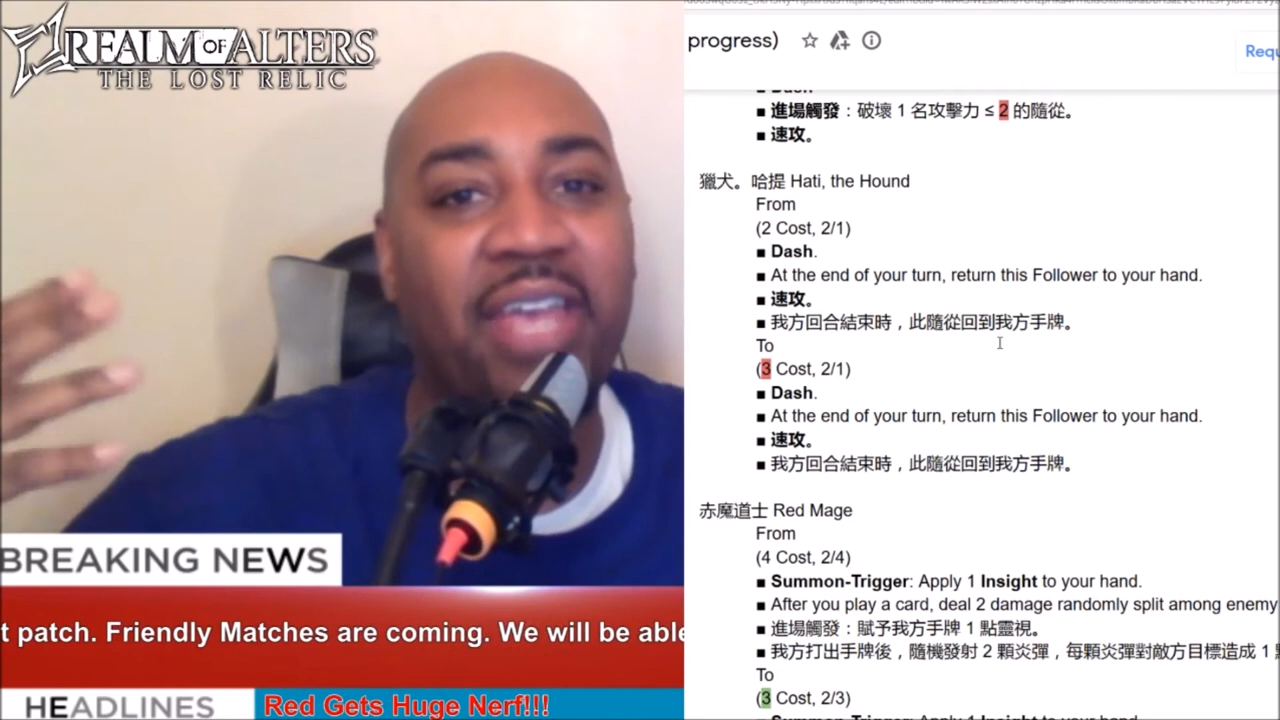 REALM OF ALTERS
THE LOST RELIC
BREAKING NEWS
t patch. Friendly Matches are coming. We will be able
HEADLINES
Red Gets Huge Nerf!!!
progress)
Requ
■ 進場觸發：破壞 1 名攻擊力 ≤ 2 的隨從。
■ 速攻。
獵犬。哈提 Hati, the Hound
From
(2 Cost, 2/1)
■ Dash.
■ At the end of your turn, return this Follower to your hand.
■ 速攻。
■ 我方回合結束時，此隨從回到我方手牌。
To
(3 Cost, 2/1)
■ Dash.
■ At the end of your turn, return this Follower to your hand.
■ 速攻。
■ 我方回合結束時，此隨從回到我方手牌。
赤魔道士 Red Mage
From
(4 Cost, 2/4)
■ Summon-Trigger: Apply 1 Insight to your hand.
■ After you play a card, deal 2 damage randomly split among enemy
■ 進場觸發：賦予我方手牌 1 點靈視。
■ 我方打出手牌後，隨機發射 2 顆炎彈，每顆炎彈對敵方目標造成 1
To
(3 Cost, 2/3)